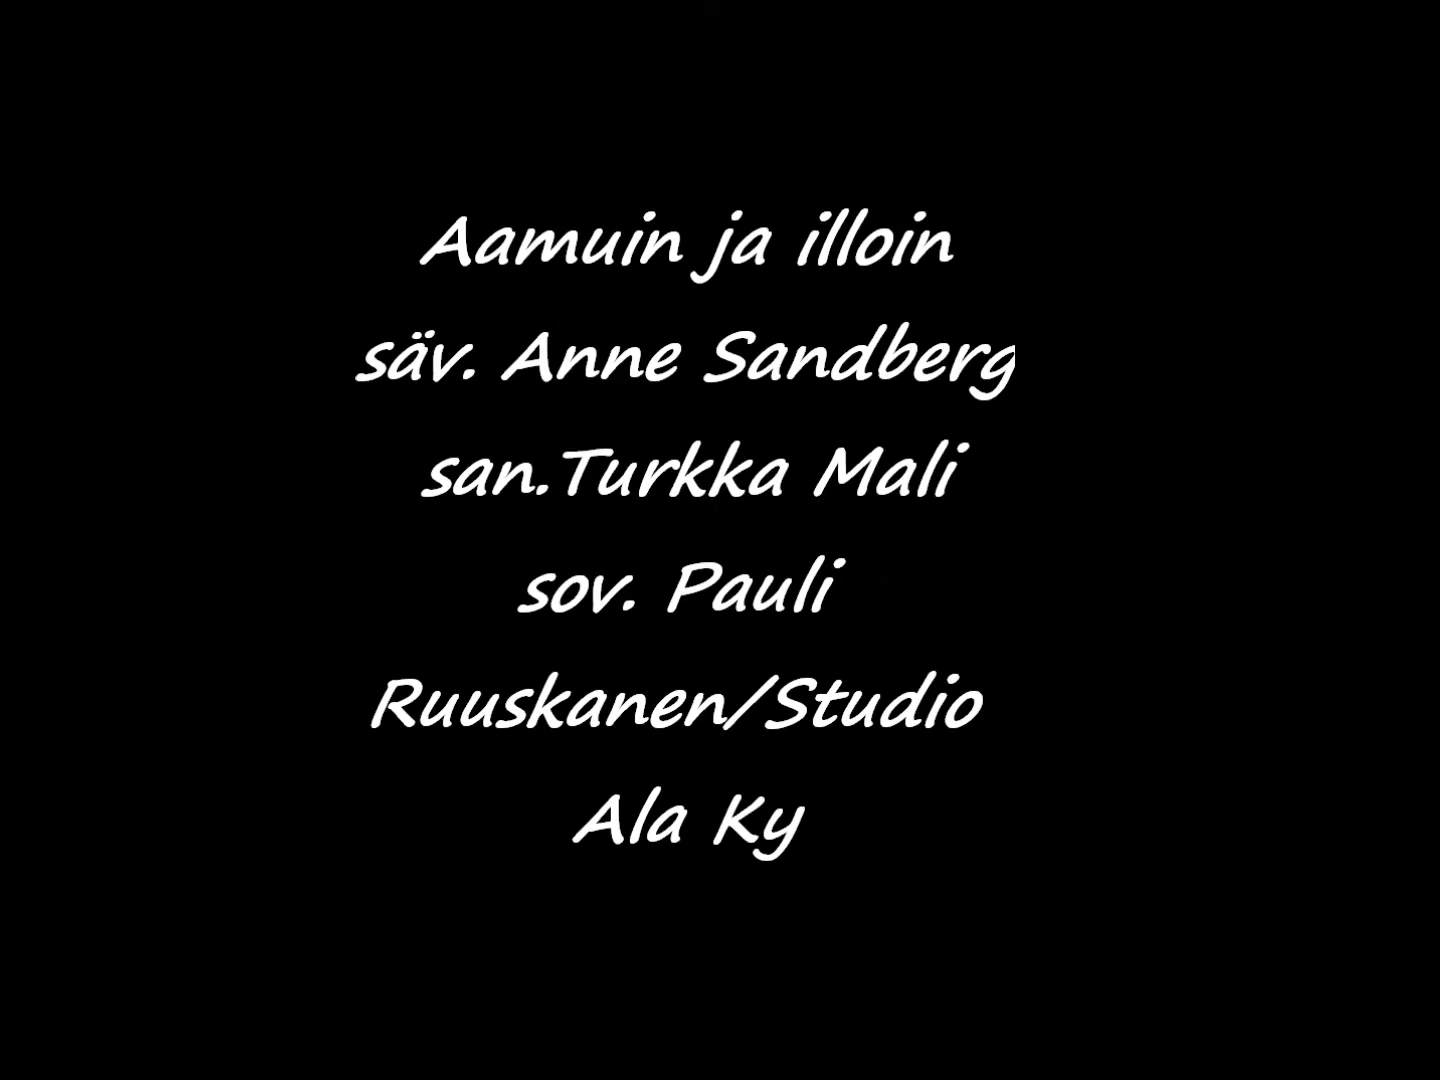 Aamuin ja illoin
säv. Anne Sandberg
san.Turkka Mali
sov. Pauli
Ruuskanen/Studio
Ala Ky